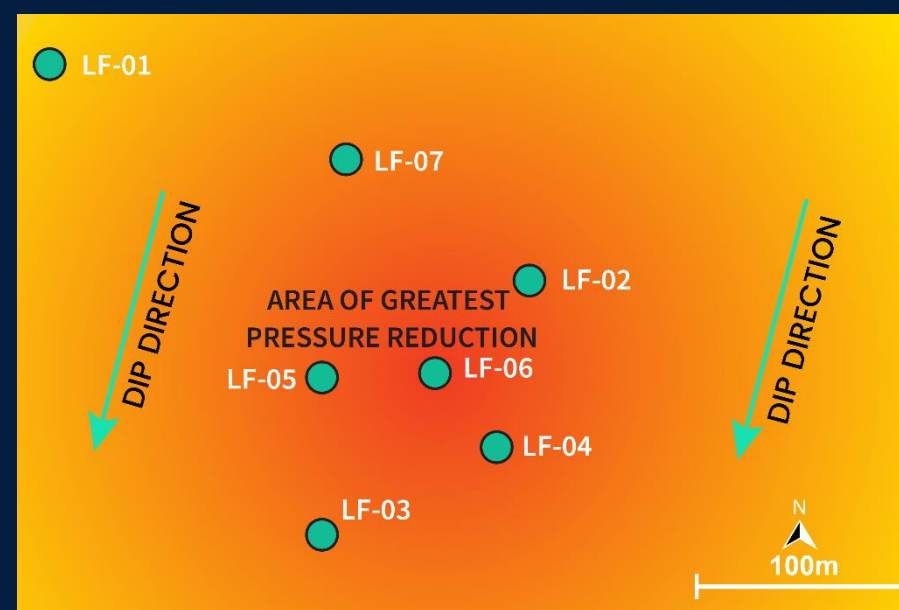 LF-01
LF-07
DIP DIRECTION
DIP DIRECTION
LF-02
AREA OF GREATEST
PRESSURE REDUCTION
LF-05
LF-06
LF-04
LF-03
N
100m